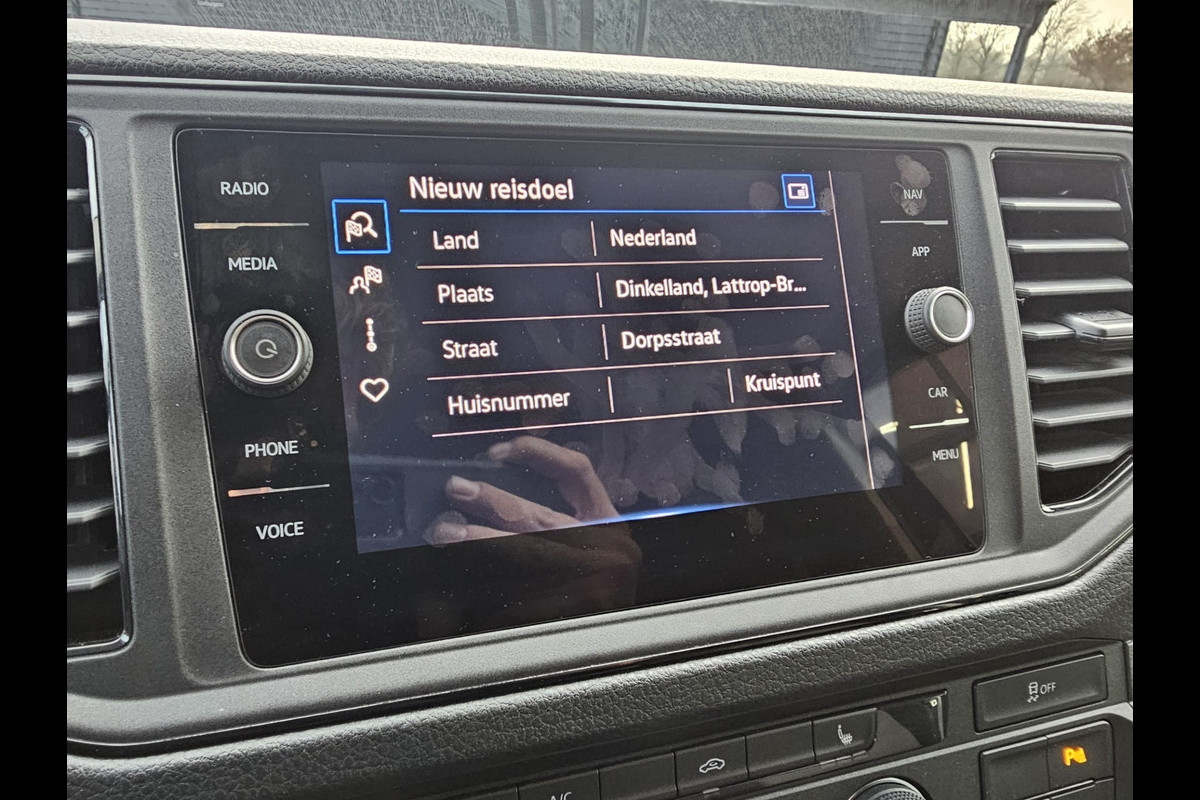 RADIO
MEDIA
PHONE
VOICE
Nieuw reisdoel
Land Nederland
Plaats Dinkelland, Lattrop-Br...
Straat Dorpsstraat
Huisnummer Kruispunt
NAV
APP
CAR
MENU
OFF
A/C